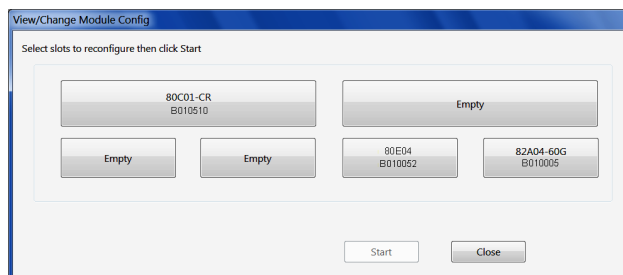 View/Change Module Config
Select slots to reconfigure then click Start
80C01-CR
B010510
Empty
Empty
Empty
80E04
B010052
82A04-60G
B010005
Start
Close